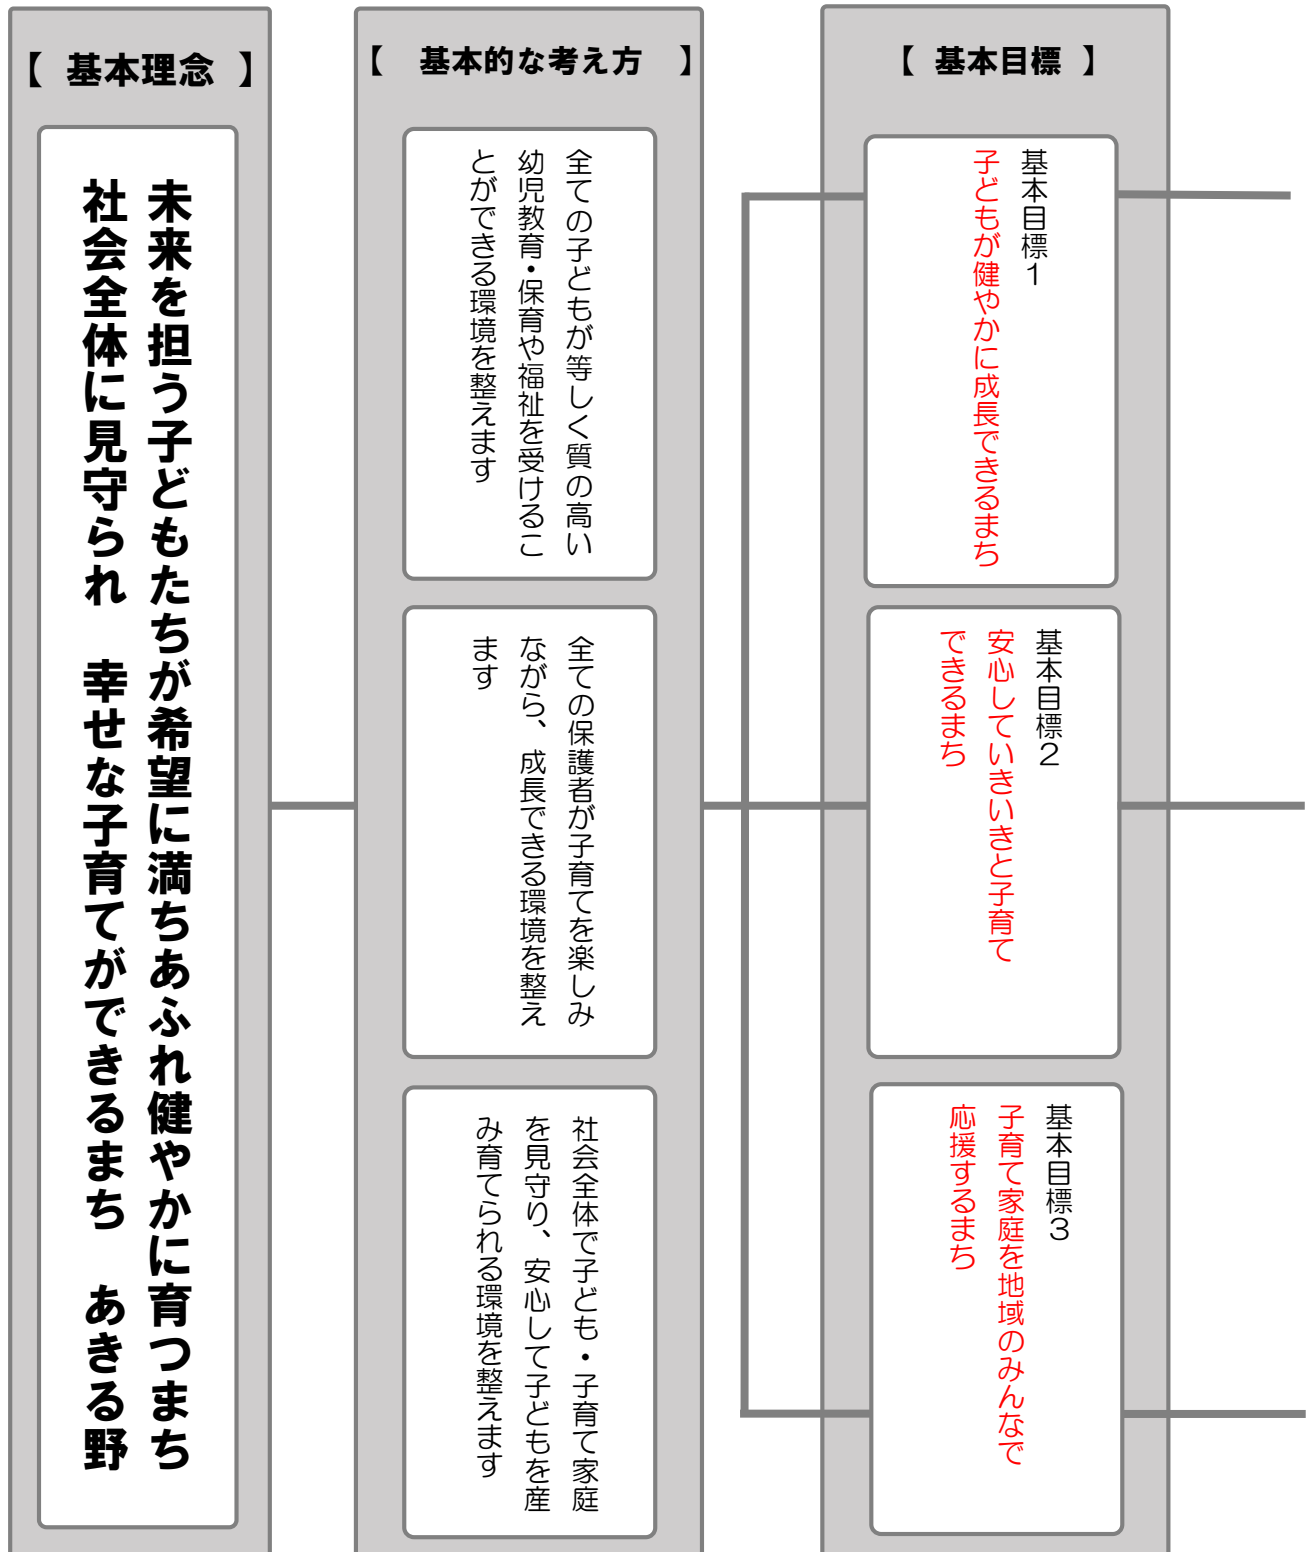 【 基本理念 】
未来を担う子どもたちが希望に満ちあふれ健やかに育つまち
社会全体に見守られ　幸せな子育てができるまち　あきる野
【　基本的な考え方　】
全ての子どもが等しく質の高い
幼児教育・保育や福祉を受けるこ
とができる環境を整えます
全ての保護者が子育てを楽しみ
ながら、成長できる環境を整え
ます
社会全体で子ども・子育て家庭
を見守り、安心して子どもを産
み育てられる環境を整えます
【 基本目標 】
基本目標１
子どもが健やかに成長できるまち
基本目標２
安心していきいきと子育て
できるまち
基本目標３
子育て家庭を地域のみんなで
応援するまち